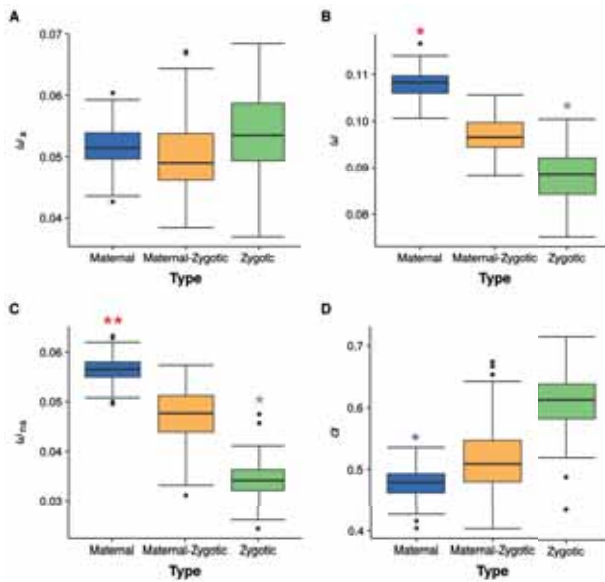 A
ωa
0.07
0.06
0.05
0.04
Maternal Maternal-Zygotic Zygotc
Type
B
*
*
ω
0.11
0.10
0.09
0.08
Maternal Maternal-Zygotic Zygotic
Type
C
**
*
ωna
0.06
0.05
0.04
0.03
Maternal Maternal-Zygotic Zygotic
Type
D
*
α
0.7
0.6
0.5
0.4
Maternal Maternal-Zygotic Zygotic
Type